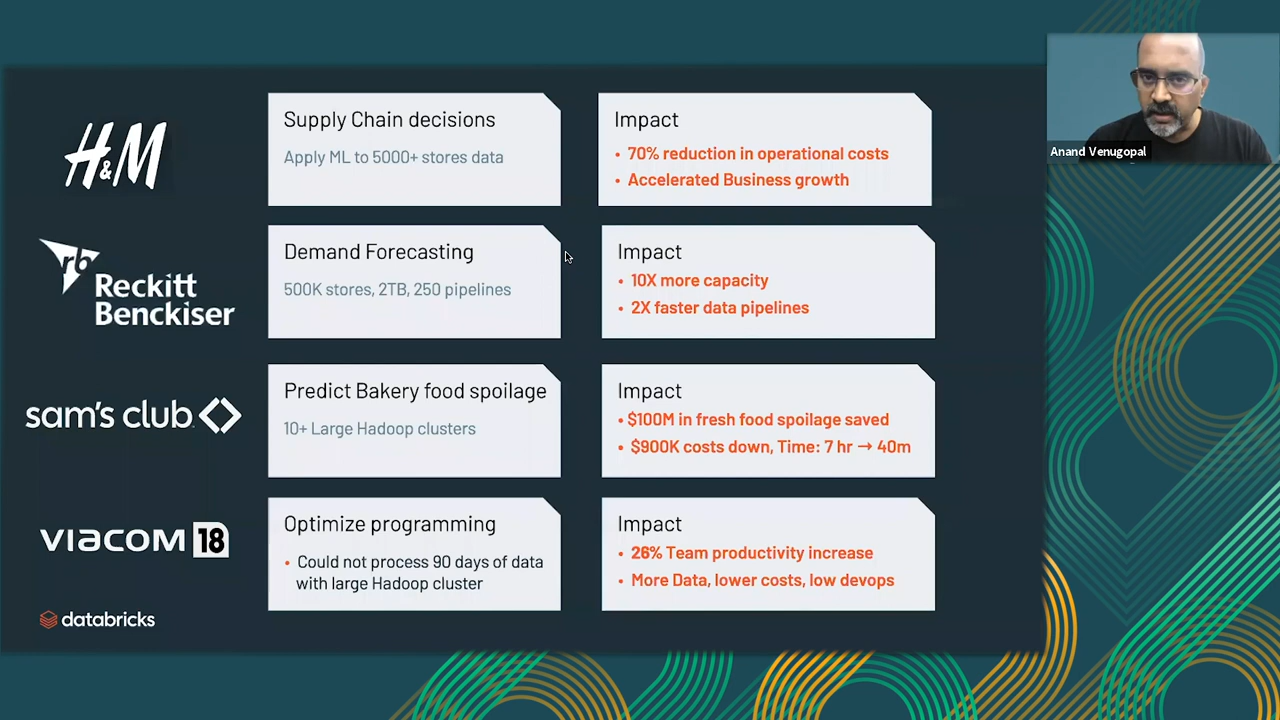 H&M
Supply Chain decisions
Apply ML to 5000+ stores data
Impact
• 70% reduction in operational costs
• Accelerated Business growth
rb
Reckitt
Benckiser
Demand Forecasting
500K stores, 2TB, 250 pipelines
Impact
• 10X more capacity
• 2X faster data pipelines
sam's club
Predict Bakery food spoilage
10+ Large Hadoop clusters
Impact
• $100M in fresh food spoilage saved
• $900K costs down, Time: 7 hr → 40m
VIACOM 18
Optimize programming
• Could not process 90 days of data
with large Hadoop cluster
Impact
• 26% Team productivity increase
• More Data, lower costs, low devops
databricks
Anand Venugopal